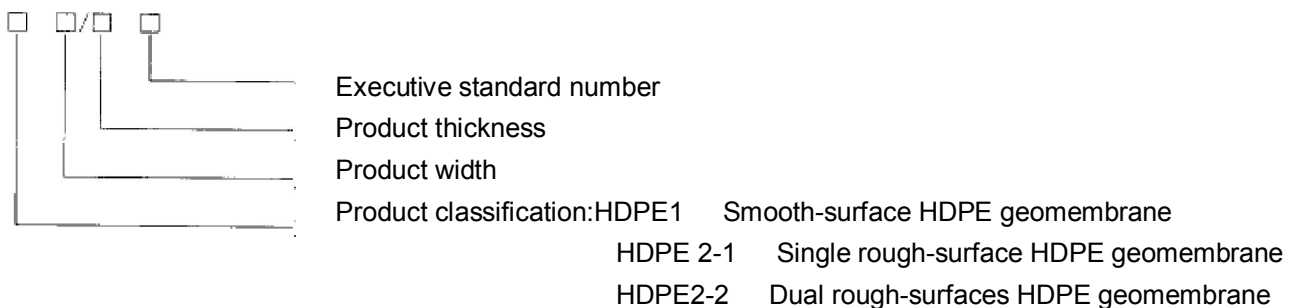 □ □/□ □
Executive standard number
Product thickness
Product width
Product classification:HDPE1 Smooth-surface HDPE geomembrane
HDPE 2-1 Single rough-surface HDPE geomembrane
HDPE2-2 Dual rough-surfaces HDPE geomembrane